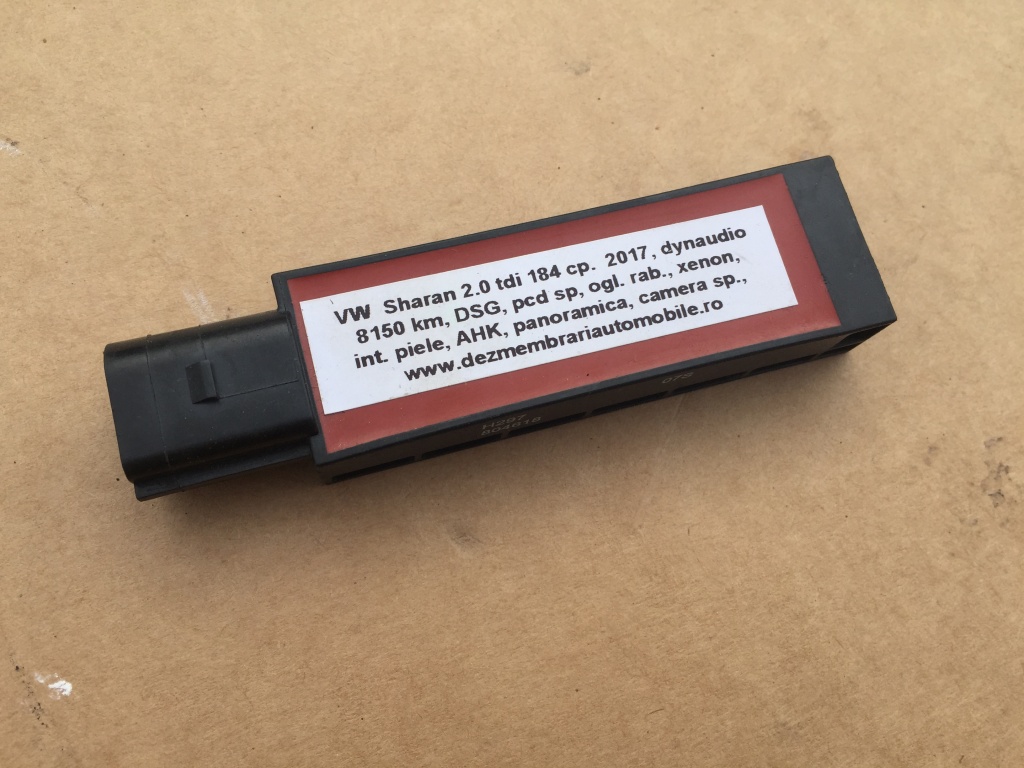 VW Sharan 2.0 tdi 184 cp. 2017, dynaudio
8150 km, DSG, pcd sp, ogl. rab., xenon,
int. piele, AHK, panoramica, camera sp.,
www.dezmembrariautomobile.ro
H207